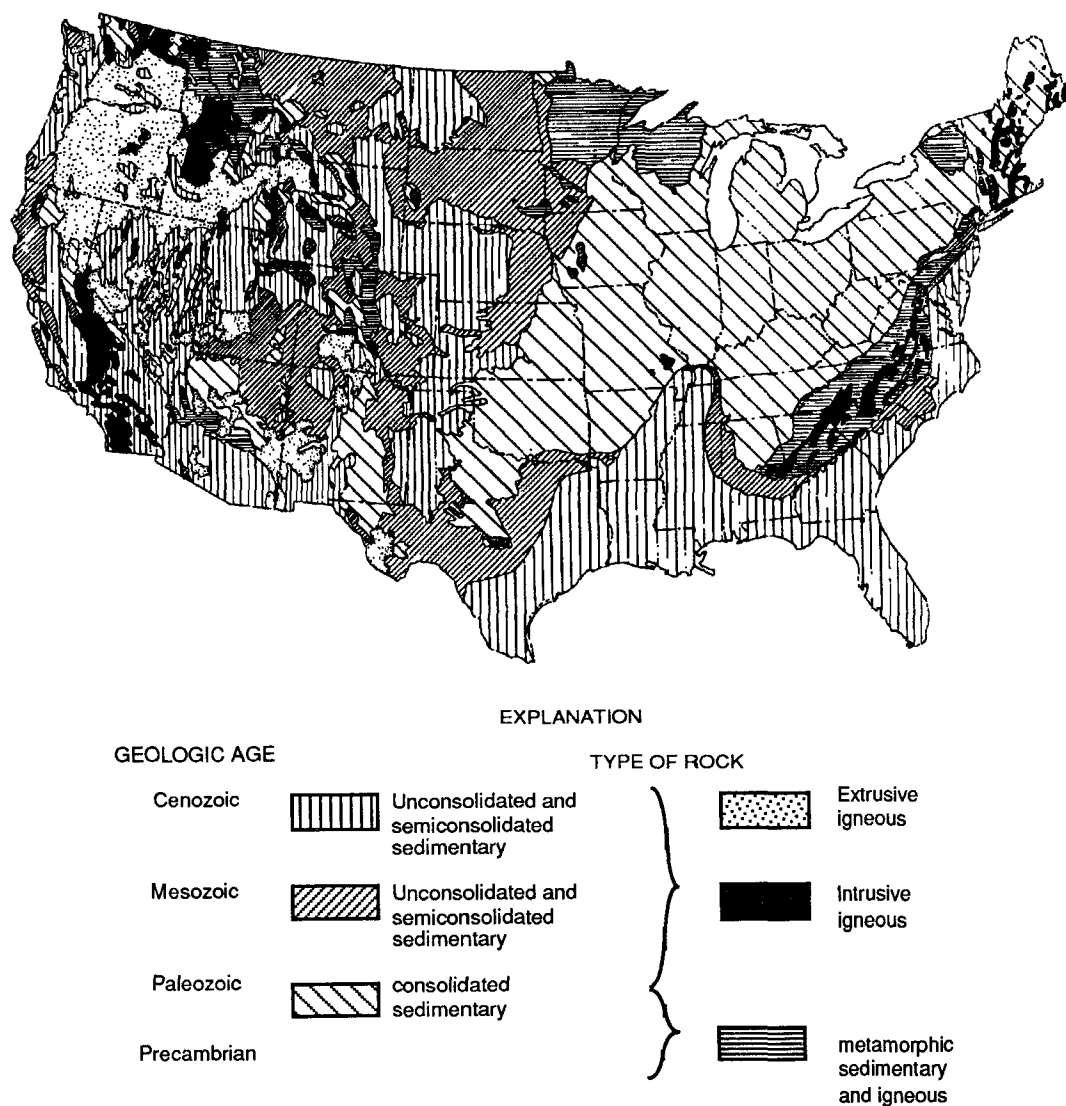 EXPLANATION
GEOLOGIC AGE
TYPE OF ROCK
Cenozoic
Unconsolidated and
semiconsolidated
sedimentary
Extrusive
igneous
Mesozoic
Unconsolidated and
semiconsolidated
sedimentary
Intrusive
igneous
Paleozoic
consolidated
sedimentary
Precambrian
metamorphic
sedimentary
and igneous